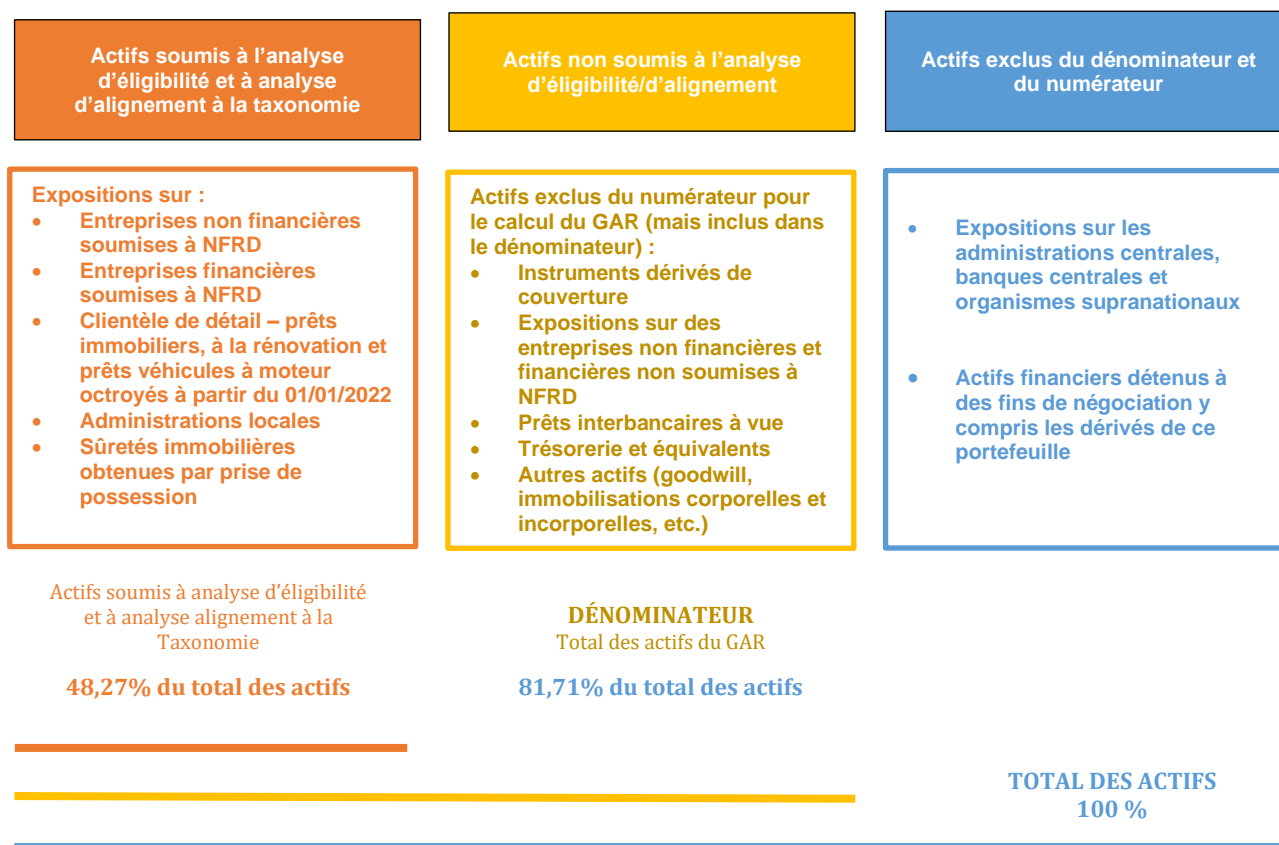 Actifs soumis à l’analyse
d’éligibilité et à analyse
d’alignement à la taxonomie
Actifs non soumis à l’analyse
d’éligibilité/d’alignement
Actifs exclus du dénominateur et
du numérateur
Expositions sur :
• Entreprises non financières
soumises à NFRD
• Entreprises financières
soumises à NFRD
• Clientèle de détail – prêts
immobiliers, à la rénovation et
prêts véhicules à moteur
octroyés à partir du 01/01/2022
• Administrations locales
• Sûretés immobilières
obtenues par prise de
possession
Actifs exclus du numérateur pour
le calcul du GAR (mais inclus dans
le dénominateur) :
• Instruments dérivés de
couverture
• Expositions sur des
entreprises non financières et
financières non soumises à
NFRD
• Prêts interbancaires à vue
• Trésorerie et équivalents
• Autres actifs (goodwill,
immobilisations corporelles et
incorporelles, etc.)
• Expositions sur les
administrations centrales,
banques centrales et
organismes supranationaux
• Actifs financiers détenus à
des fins de négociation y
compris les dérivés de ce
portefeuille
Actifs soumis à analyse d’éligibilité
et à analyse alignement à la
Taxonomie
48,27% du total des actifs
DÉNOMINATEUR
Total des actifs du GAR
81,71% du total des actifs
TOTAL DES ACTIFS
100 %